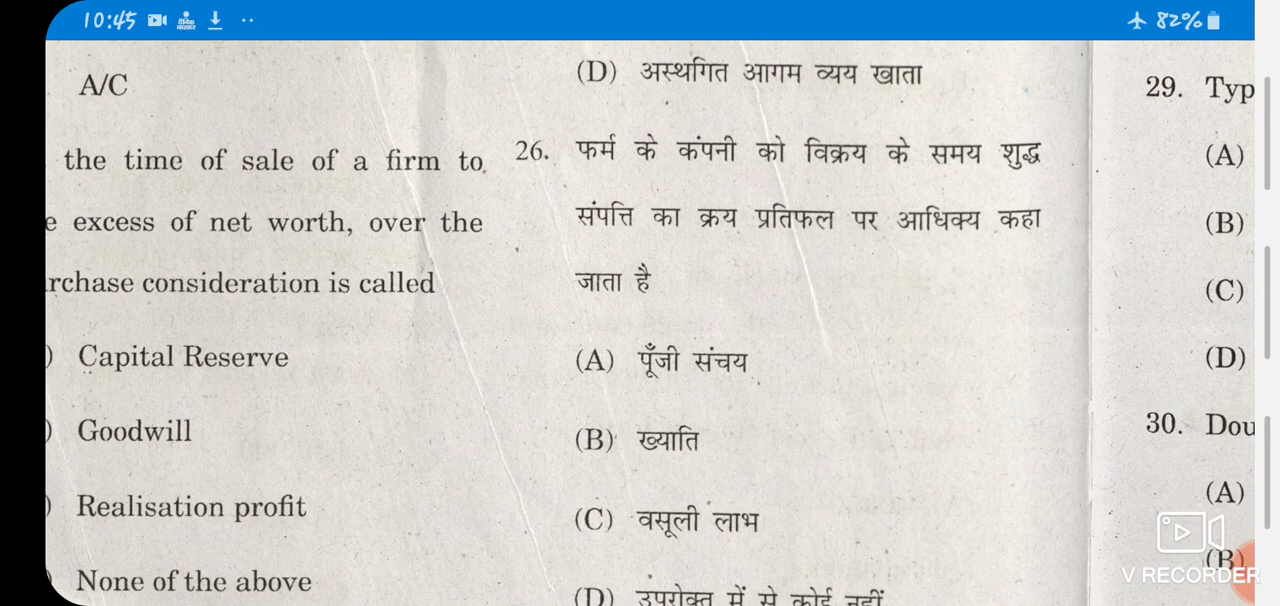 10:45
82%
A/C
the time of sale of a firm to
excess of net worth, over the
rchase consideration is called
) Capital Reserve
) Goodwill
) Realisation profit
) None of the above
(D) अस्थगित आगम व्यय खाता
26. फर्म के कंपनी को विक्रय के समय शुद्ध
संपत्ति का क्रय प्रतिफल पर आधिक्य कहा
जाता है
(A) पूँजी संचय
(B) ख्याति
(C) वसूली लाभ
(D) उपरोक्त में से कोई नहीं
29. Typ
(A)
(B)
(C)
(D)
30. Dou
(A)
(B)
V RECORDER